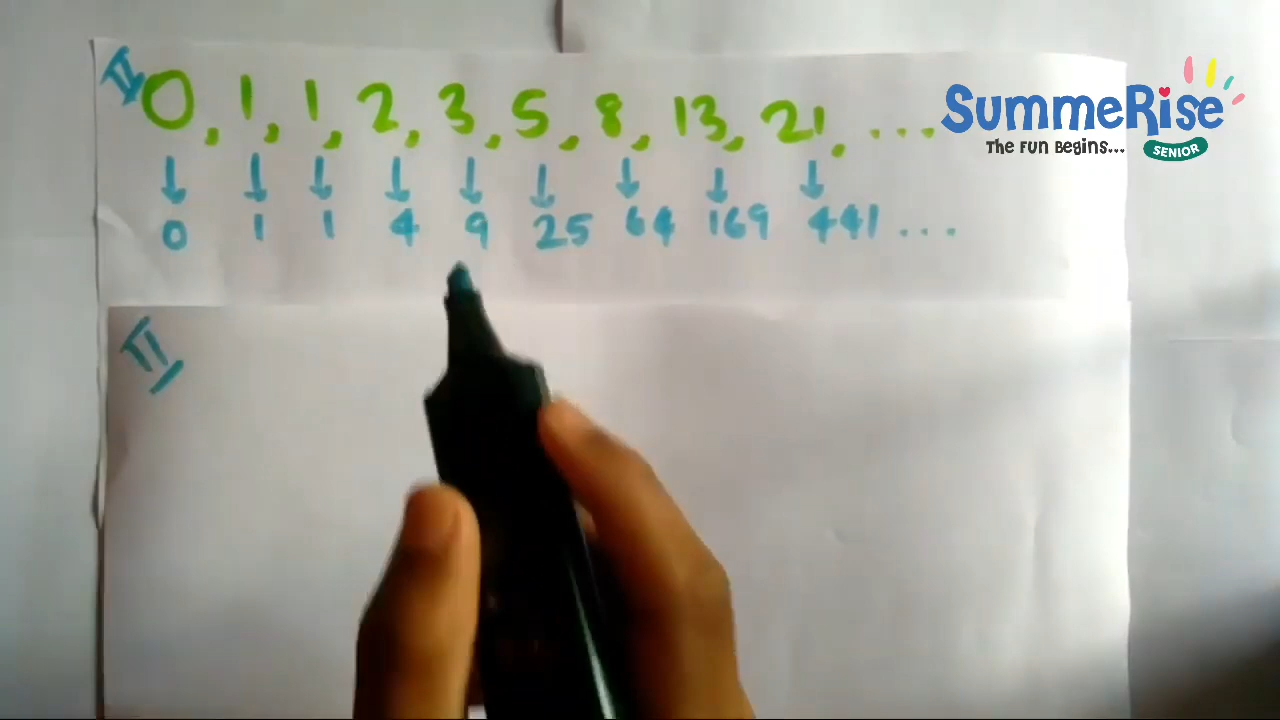 II 0, 1, 1, 2, 3, 5, 8, 13, 21, ...
↓ ↓ ↓ ↓ ↓ ↓ ↓ ↓ ↓
0 1 1 4 9 25 64 169 441 ...
II
SummeRise
The Fun Begins...
SENIOR